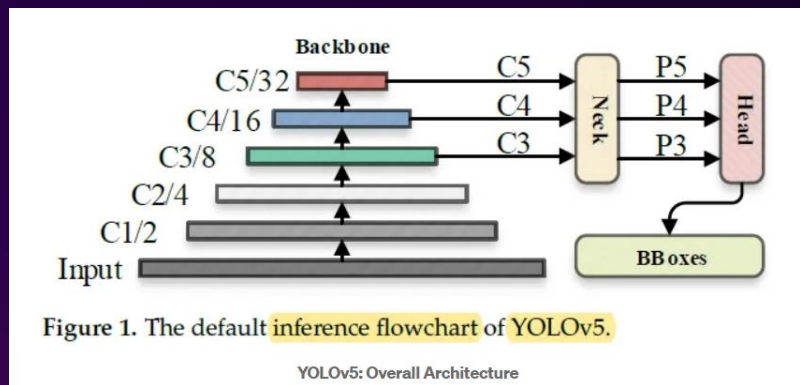 Backbone
C5/32
C5
P5
C4/16
C4
P4
Neck
Head
C3/8
C3
P3
C2/4
C1/2
BBoxes
Input
Figure 1. The default inference flowchart of YOLOv5.
YOLOv5: Overall Architecture